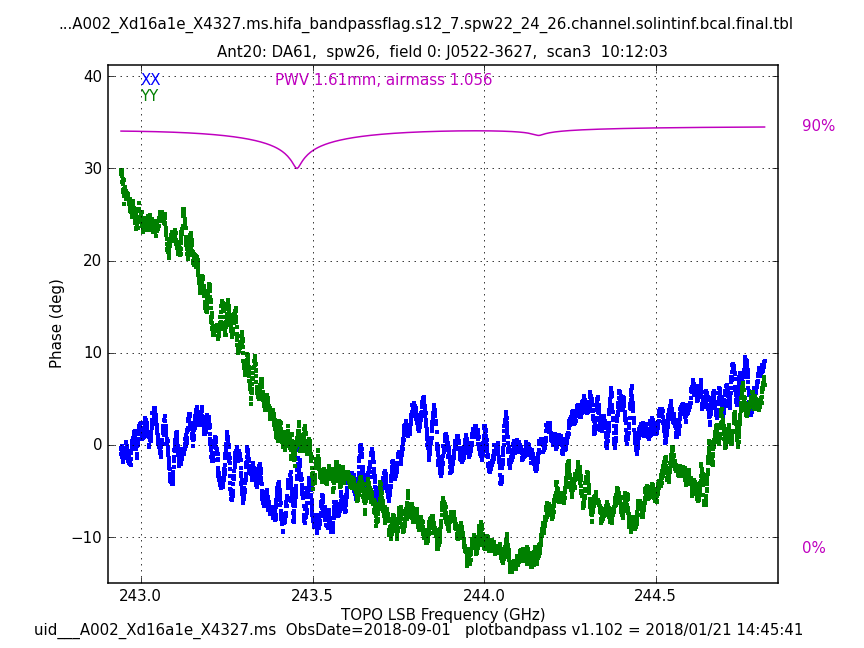 ...A002_Xd16a1e_X4327.ms.hifa_bandpassflag.s12_7.spw22_24_26.channel.solintinf.bcal.final.tbl
Ant20: DA61,  spw26,  field 0: J0522-3627,  scan3  10:12:03
XX
YY
PWV 1.61mm, airmass 1.056
90%
0%
40
30
20
10
0
−10
Phase (deg)
243.0
243.5
244.0
244.5
TOPO LSB Frequency (GHz)
uid___A002_Xd16a1e_X4327.ms  ObsDate=2018-09-01   plotbandpass v1.102 = 2018/01/21 14:45:41